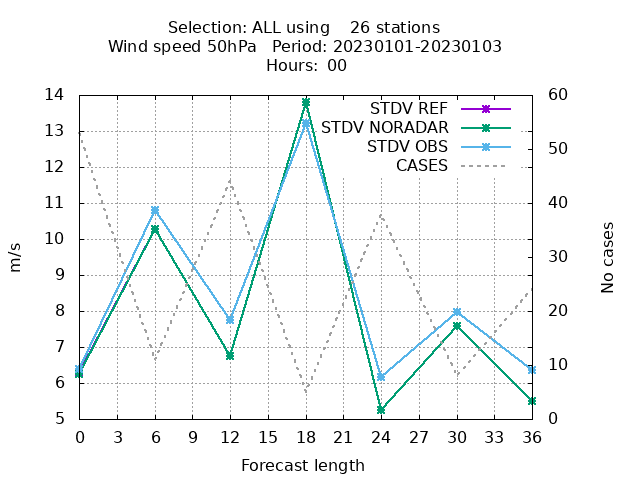 Selection: ALL using    26 stations
Wind speed 50hPa   Period: 20230101-20230103
Hours: 00
STDV REF
STDV NORADAR
STDV OBS
CASES
m/s
No cases
14
13
12
11
10
9
8
7
6
5
60
50
40
30
20
10
0
0 3 6 9 12 15 18 21 24 27 30 33 36
Forecast length